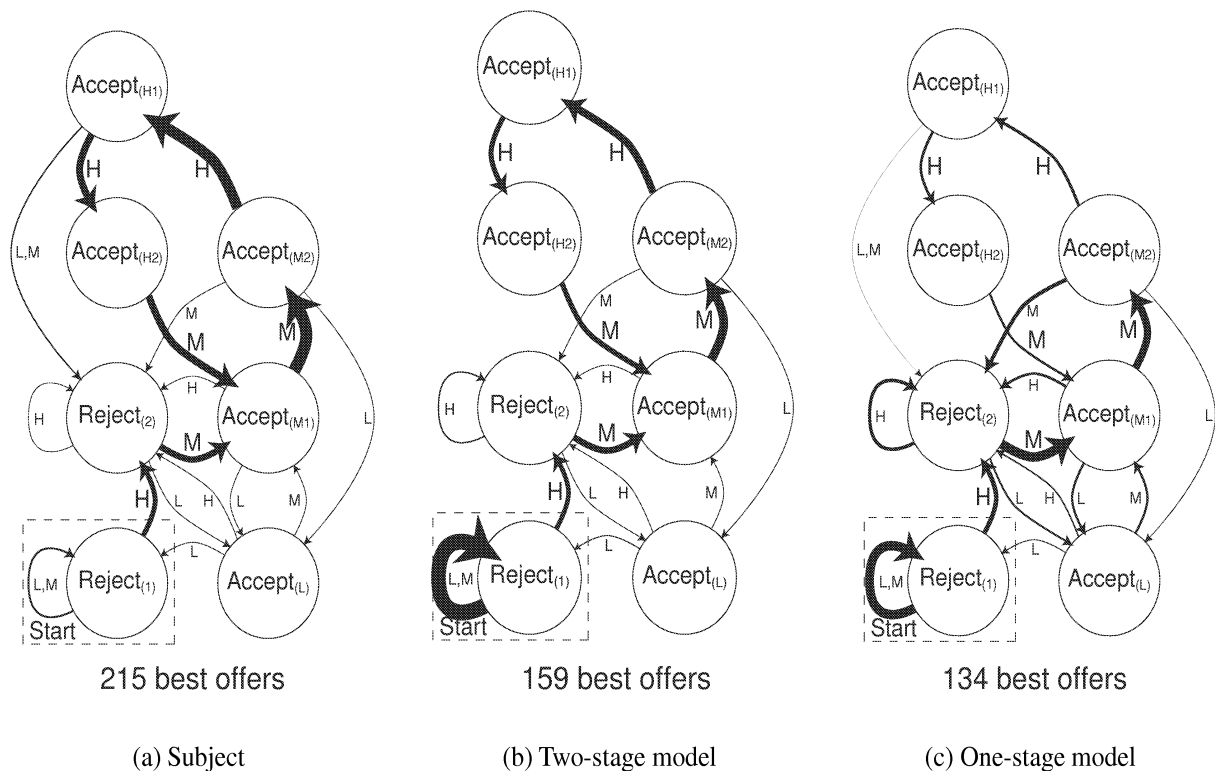 Accept(H1)
H
H
Accept(H2)
Accept(M2)
L,M
M
M
M
H
H
Reject(2)
Accept(M1)
L
M
H
L
H
L
M
L
L,M
Reject(1)
Accept(L)
Start
215 best offers
(a) Subject
Accept(H1)
H
H
Accept(H2)
Accept(M2)
M
M
M
H
H
Reject(2)
Accept(M1)
L
M
H
L
H
M
L
L,M
Reject(1)
Accept(L)
Start
159 best offers
(b) Two-stage model
Accept(H1)
H
H
Accept(H2)
Accept(M2)
L,M
M
M
M
H
H
Reject(2)
Accept(M1)
L
M
H
L
H
L
M
L
L,M
Reject(1)
Accept(L)
Start
134 best offers
(c) One-stage model